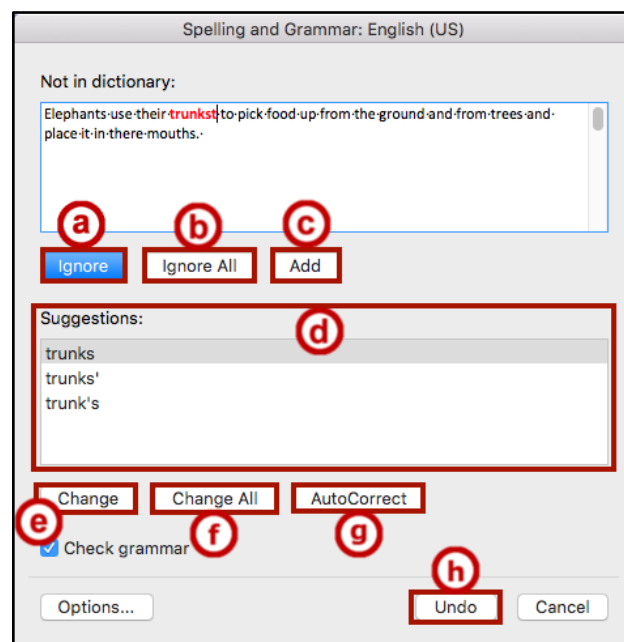 Spelling and Grammar: English (US)
Not in dictionary:
Elephants·use·their·trunkst·to·pick·food·up·from·the·ground·and·from·trees·and·
place·it·in·there·mouths.·
a b c
Ignore Ignore All Add
Suggestions: d
trunks
trunks'
trunk's
Change Change All AutoCorrect
e f g
Check grammar
h
Options... Undo Cancel